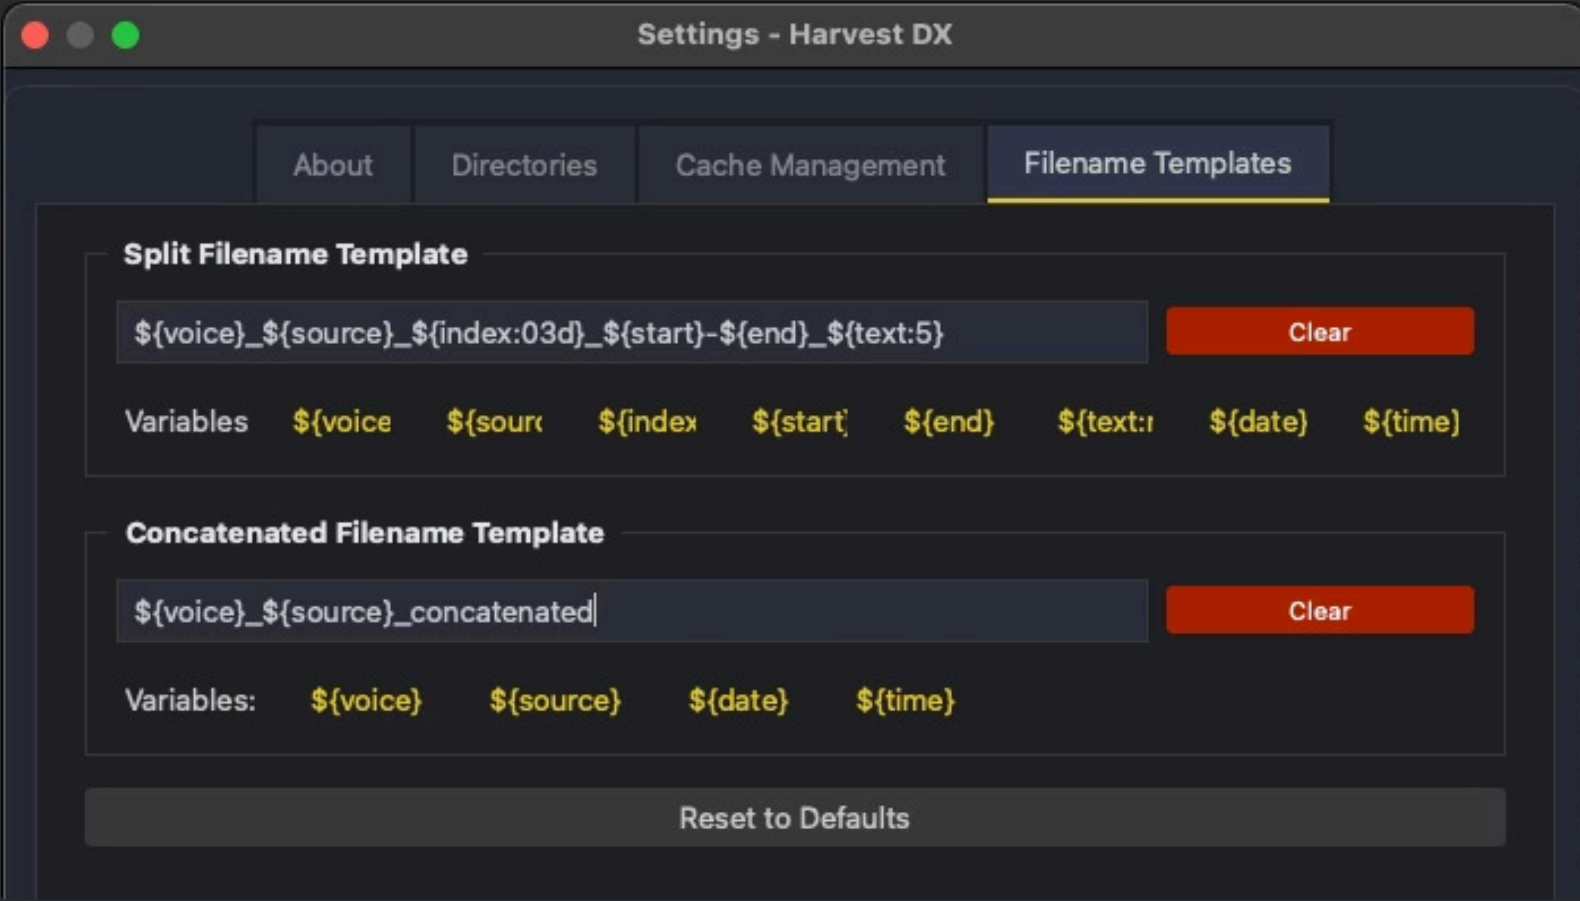 Settings - Harvest DX
About Directories Cache Management Filename Templates
Split Filename Template
${voice}_${source}_${index:03d}_${start}-${end}_${text:5} Clear
Variables ${voice ${sour ${index ${start} ${end} ${text: ${date} ${time}
Concatenated Filename Template
${voice}_${source}_concatenated Clear
Variables: ${voice} ${source} ${date} ${time}
Reset to Defaults